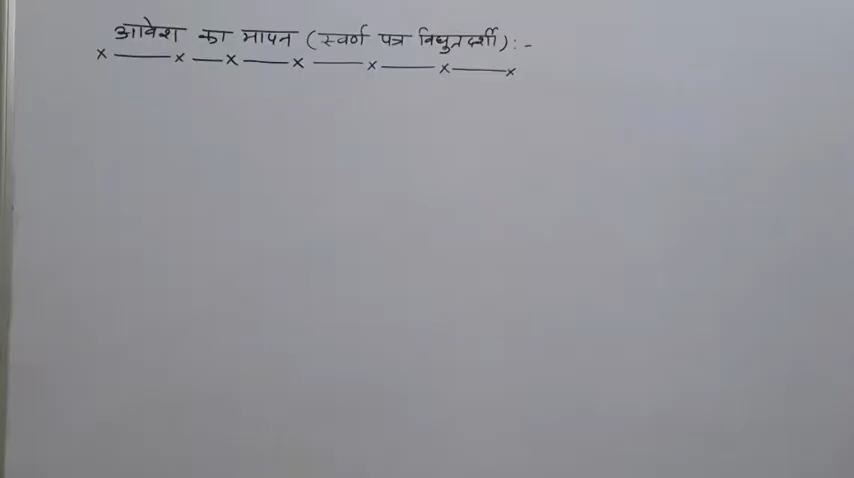 आवेश का मापन (स्वर्ण पत्र विधुतदर्शी) :-